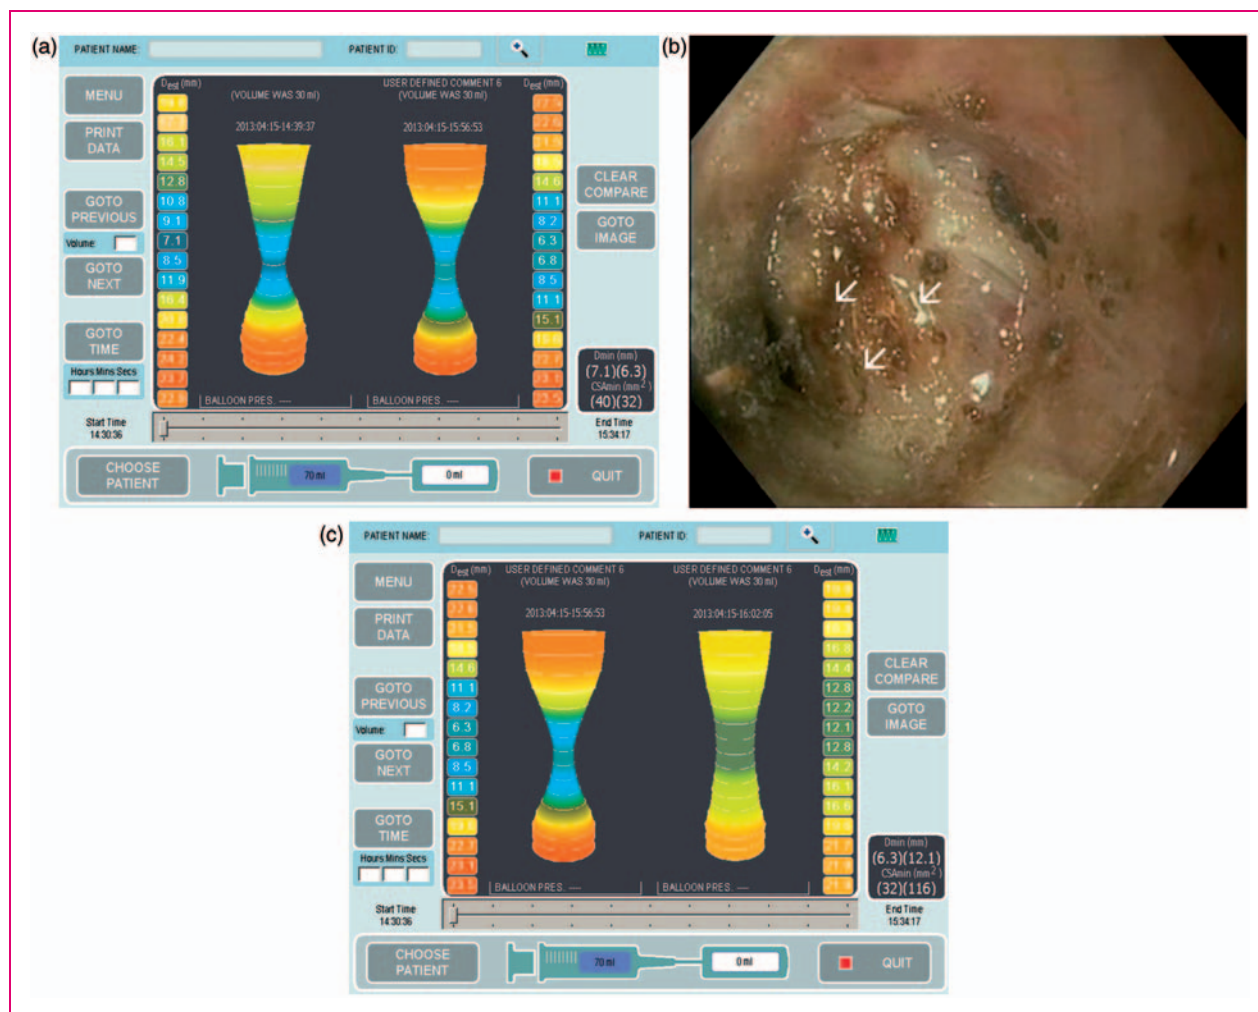 (a)
PATIENT NAME:
PATIENT ID:
MENU
PRINT
DATA
GOTO
PREVIOUS
Volume:
GOTO
NEXT
GOTO
TIME
Hours Mins Secs
Start Time
14:30:36
Dest (mm)
16.1
14.5
12.8
10.8
9.1
7.1
8.5
11.9
16.4
(VOLUME WAS 30 ml)
2013:04:15-14:39:37
USER DEFINED COMMENT 6
(VOLUME WAS 30 ml)
2013:04:15-15:56:53
Dest (mm)
14.6
11.1
8.2
6.3
6.8
8.5
11.1
15.1
BALLOON PRES. ----
BALLOON PRES. ----
CLEAR
COMPARE
GOTO
IMAGE
Dmin (mm)
(7.1)(6.3)
CSAmin (mm2)
(40)(32)
End Time
15:34:17
CHOOSE
PATIENT
70 ml
0 ml
QUIT
(b)
(c)
PATIENT NAME:
PATIENT ID:
MENU
PRINT
DATA
GOTO
PREVIOUS
Volume:
GOTO
NEXT
GOTO
TIME
Hours Mins Secs
Start Time
14:30:36
Dest (mm)
14.6
11.1
8.2
6.3
6.8
8.5
11.1
15.1
USER DEFINED COMMENT 6
(VOLUME WAS 30 ml)
2013:04:15-15:56:53
USER DEFINED COMMENT 6
(VOLUME WAS 30 ml)
2013:04:15-16:02:05
Dest (mm)
16.8
14.4
12.8
12.2
12.1
12.8
14.2
16.1
16.6
BALLOON PRES. ----
BALLOON PRES. ----
CLEAR
COMPARE
GOTO
IMAGE
Dmin (mm)
(6.3)(12.1)
CSAmin (mm2)
(32)(116)
End Time
15:34:17
CHOOSE
PATIENT
70 ml
0 ml
QUIT